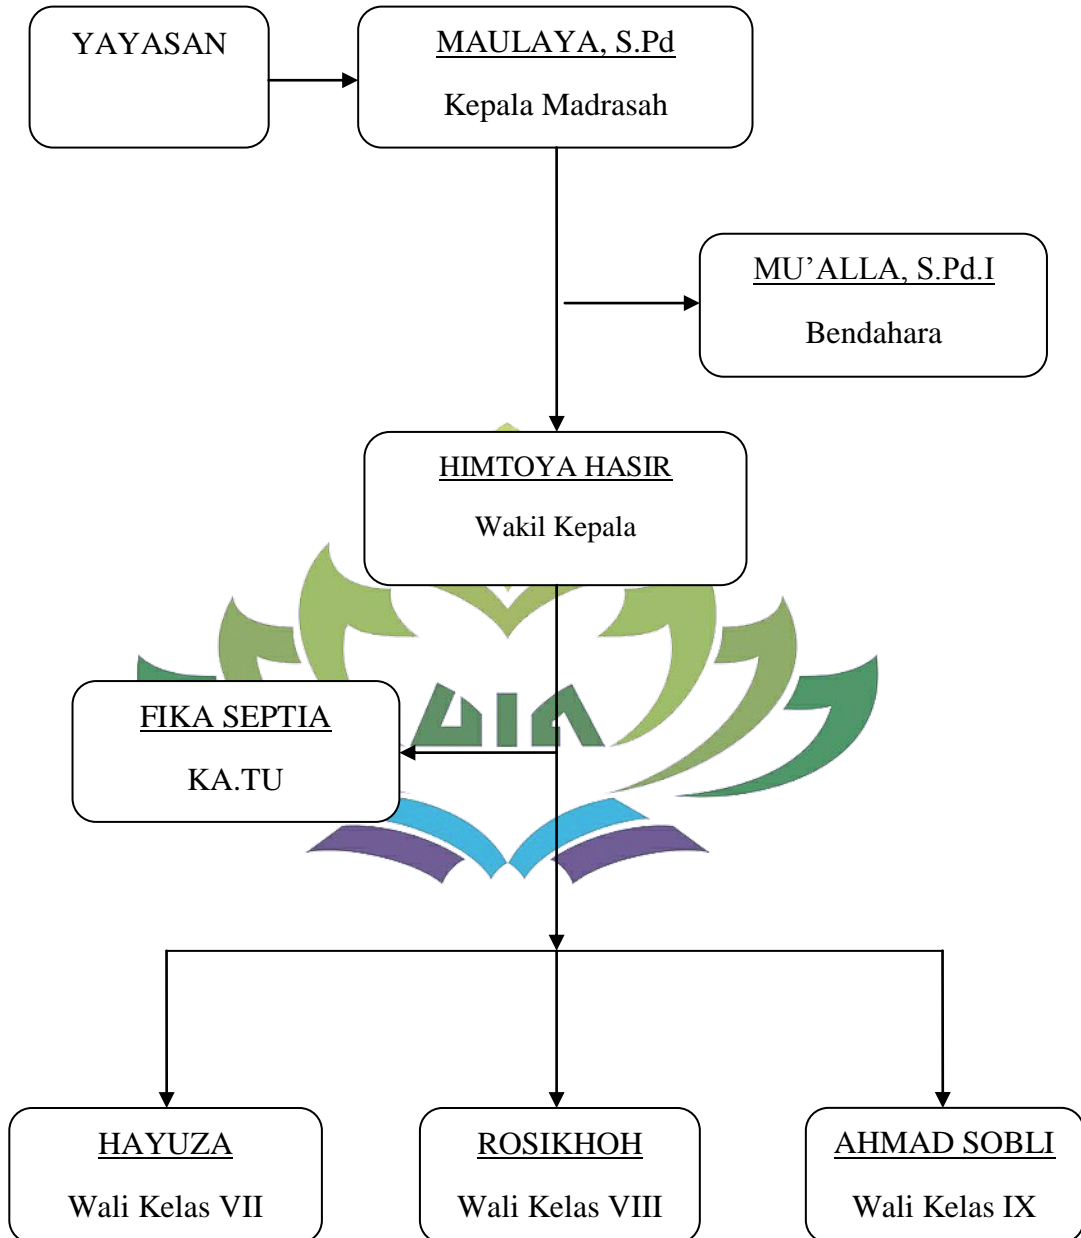 YAYASAN
MAULAYA, S.Pd
Kepala Madrasah
MU’ALLA, S.Pd.I
Bendahara
HIMTOYA HASIR
Wakil Kepala
FIKA SEPTIA
KA.TU
HAYUZA
Wali Kelas VII
ROSIKHOH
Wali Kelas VIII
AHMAD SOBLI
Wali Kelas IX